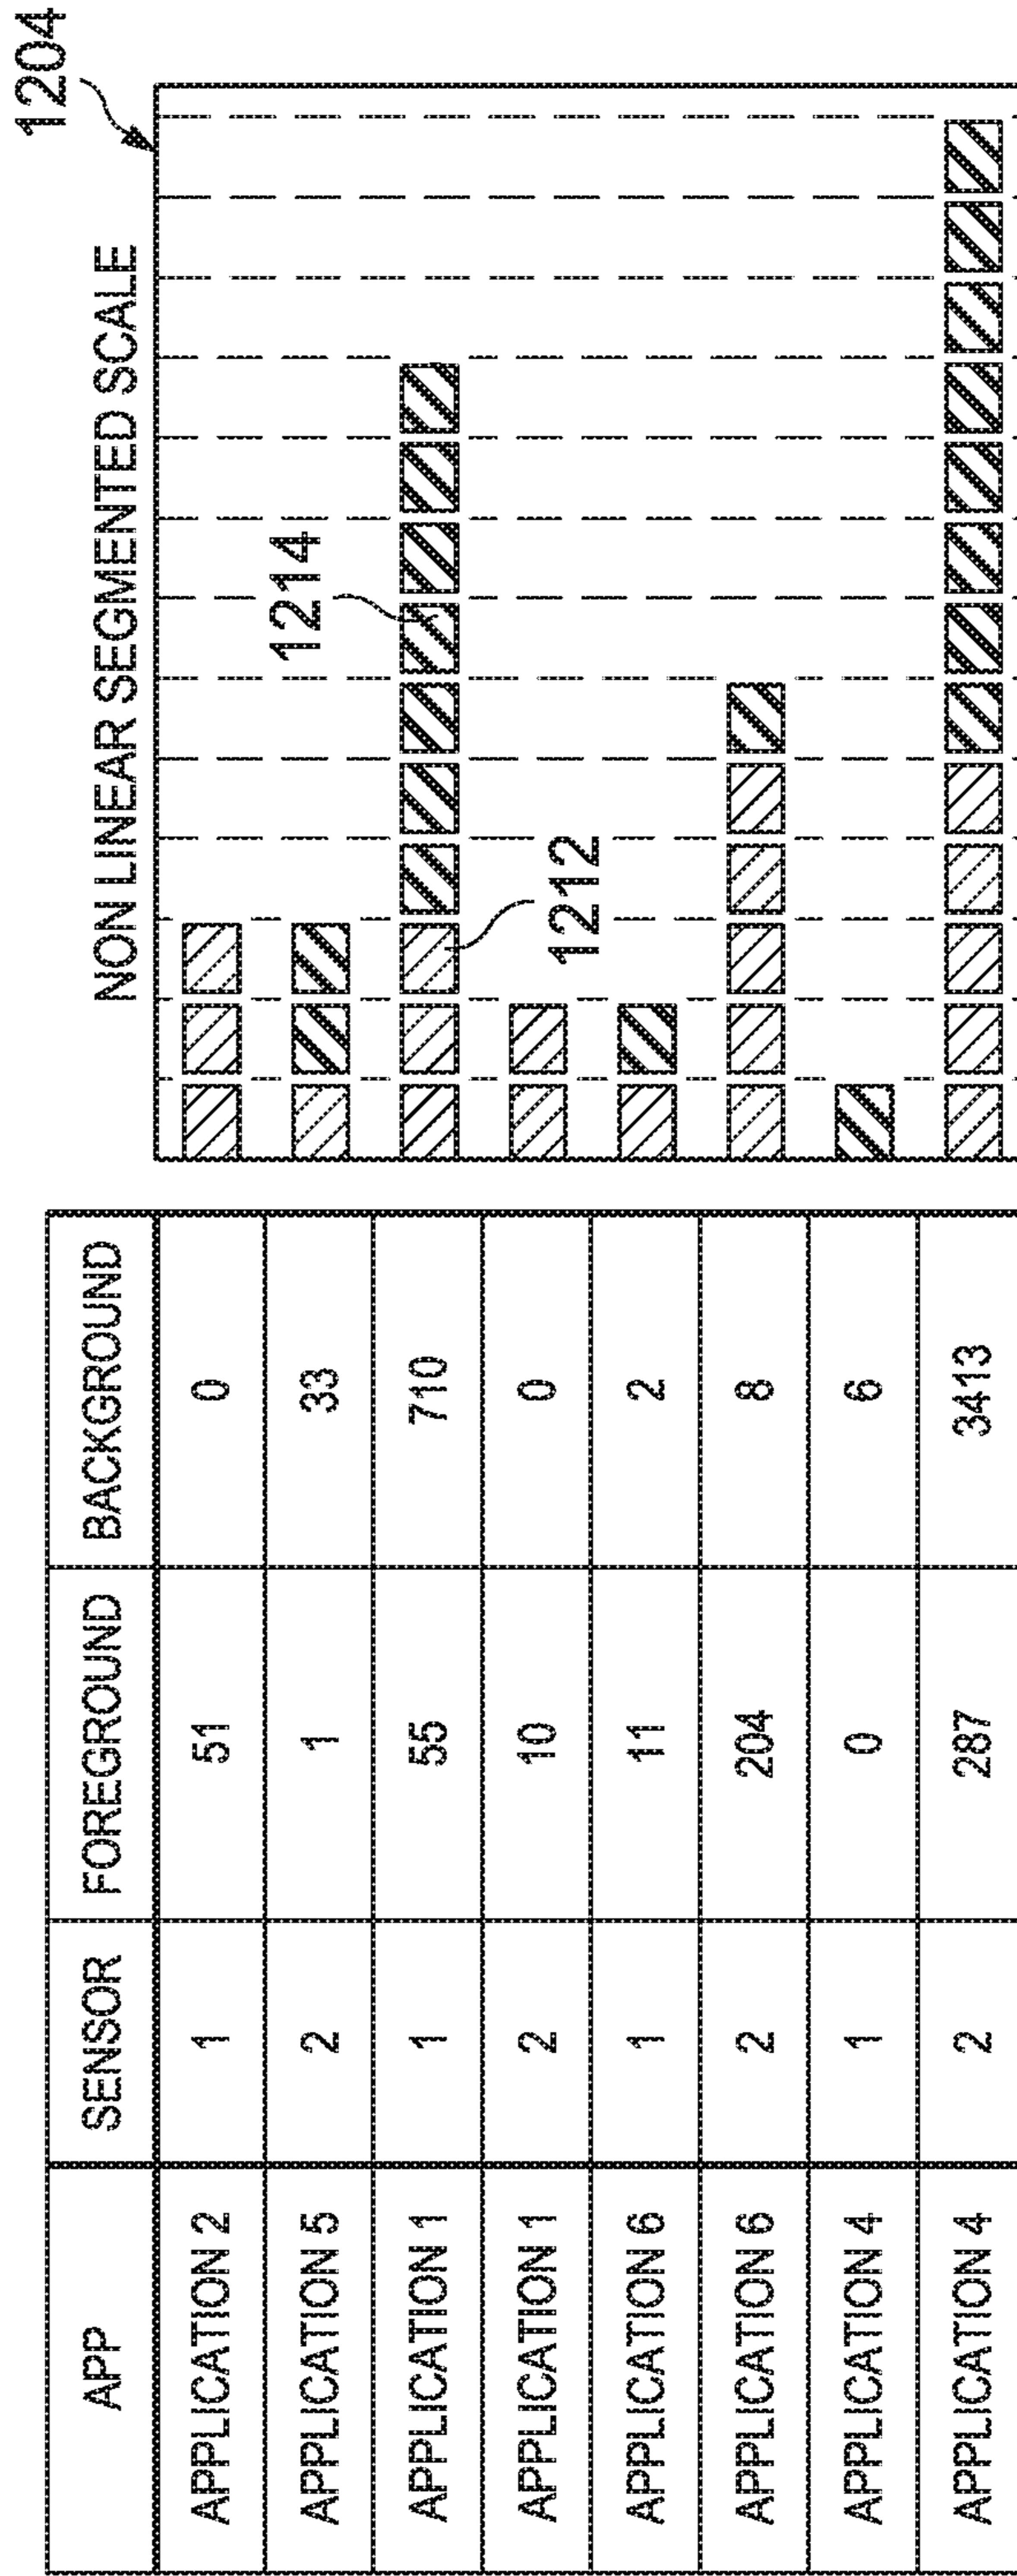 1204
NON LINEAR SEGMENTED SCALE
APP SENSOR FOREGROUND BACKGROUND
APPLICATION 2 1 51 0
APPLICATION 5 2 1 33
1214
APPLICATION 1 1 55 710
1212
APPLICATION 1 2 10 0
APPLICATION 6 1 11 2
APPLICATION 6 2 204 8
APPLICATION 4 1 0 6
APPLICATION 4 2 287 3413